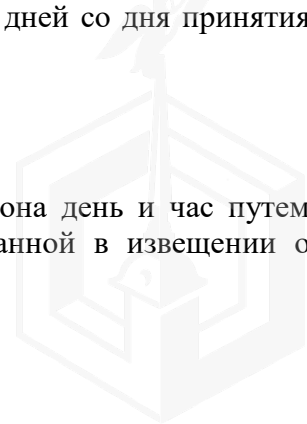 дней со дня принятия
она день и час путем
анной в извещении о